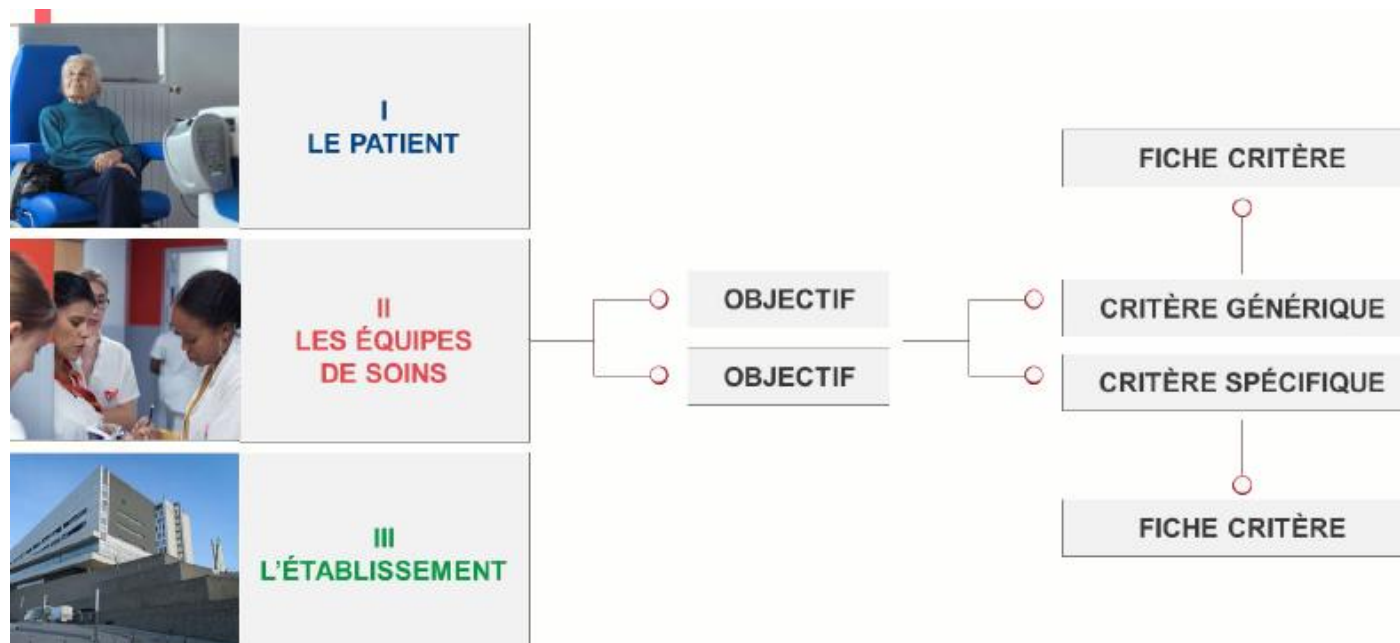 I
LE PATIENT
II
LES ÉQUIPES
DE SOINS
III
L'ÉTABLISSEMENT
OBJECTIF
OBJECTIF
FICHE CRITÈRE
CRITÈRE GÉNÉRIQUE
CRITÈRE SPÉCIFIQUE
FICHE CRITÈRE